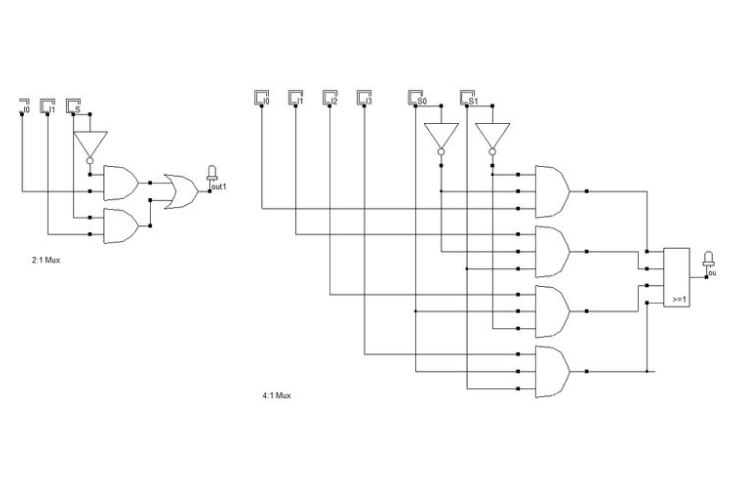 I0 I1 S
I0 I1 I2 I3 S0 S1
out1
2:1 Mux
ou
>=1
4:1 Mux